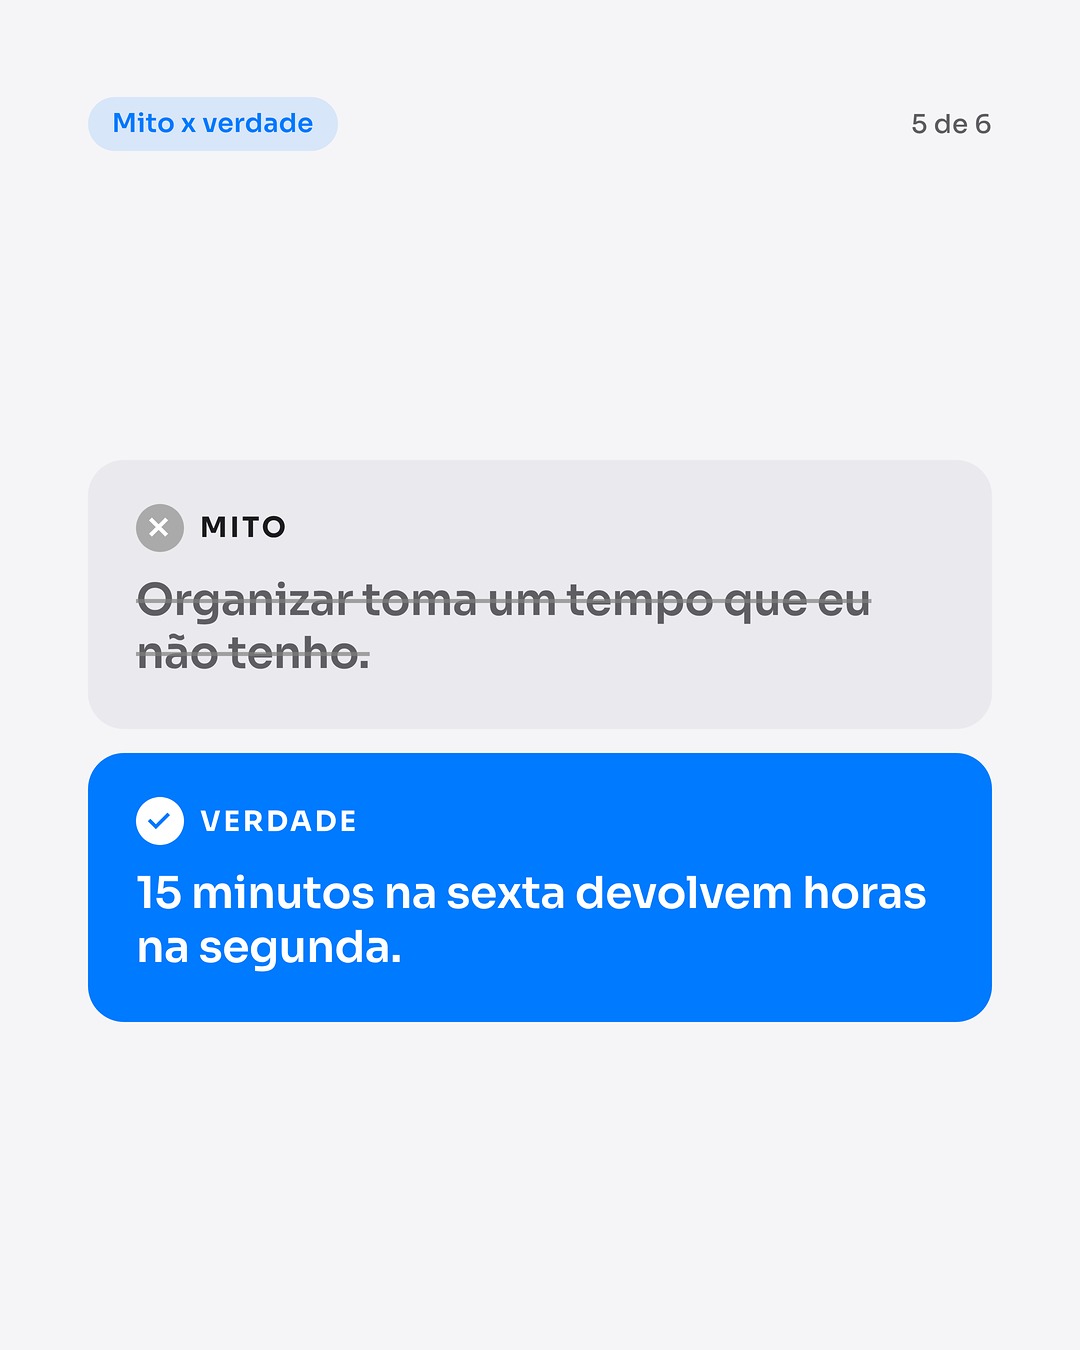 Mito x verdade
5 de 6
MITO
Organizar toma um tempo que eu
não tenho.
VERDADE
15 minutos na sexta devolvem horas
na segunda.